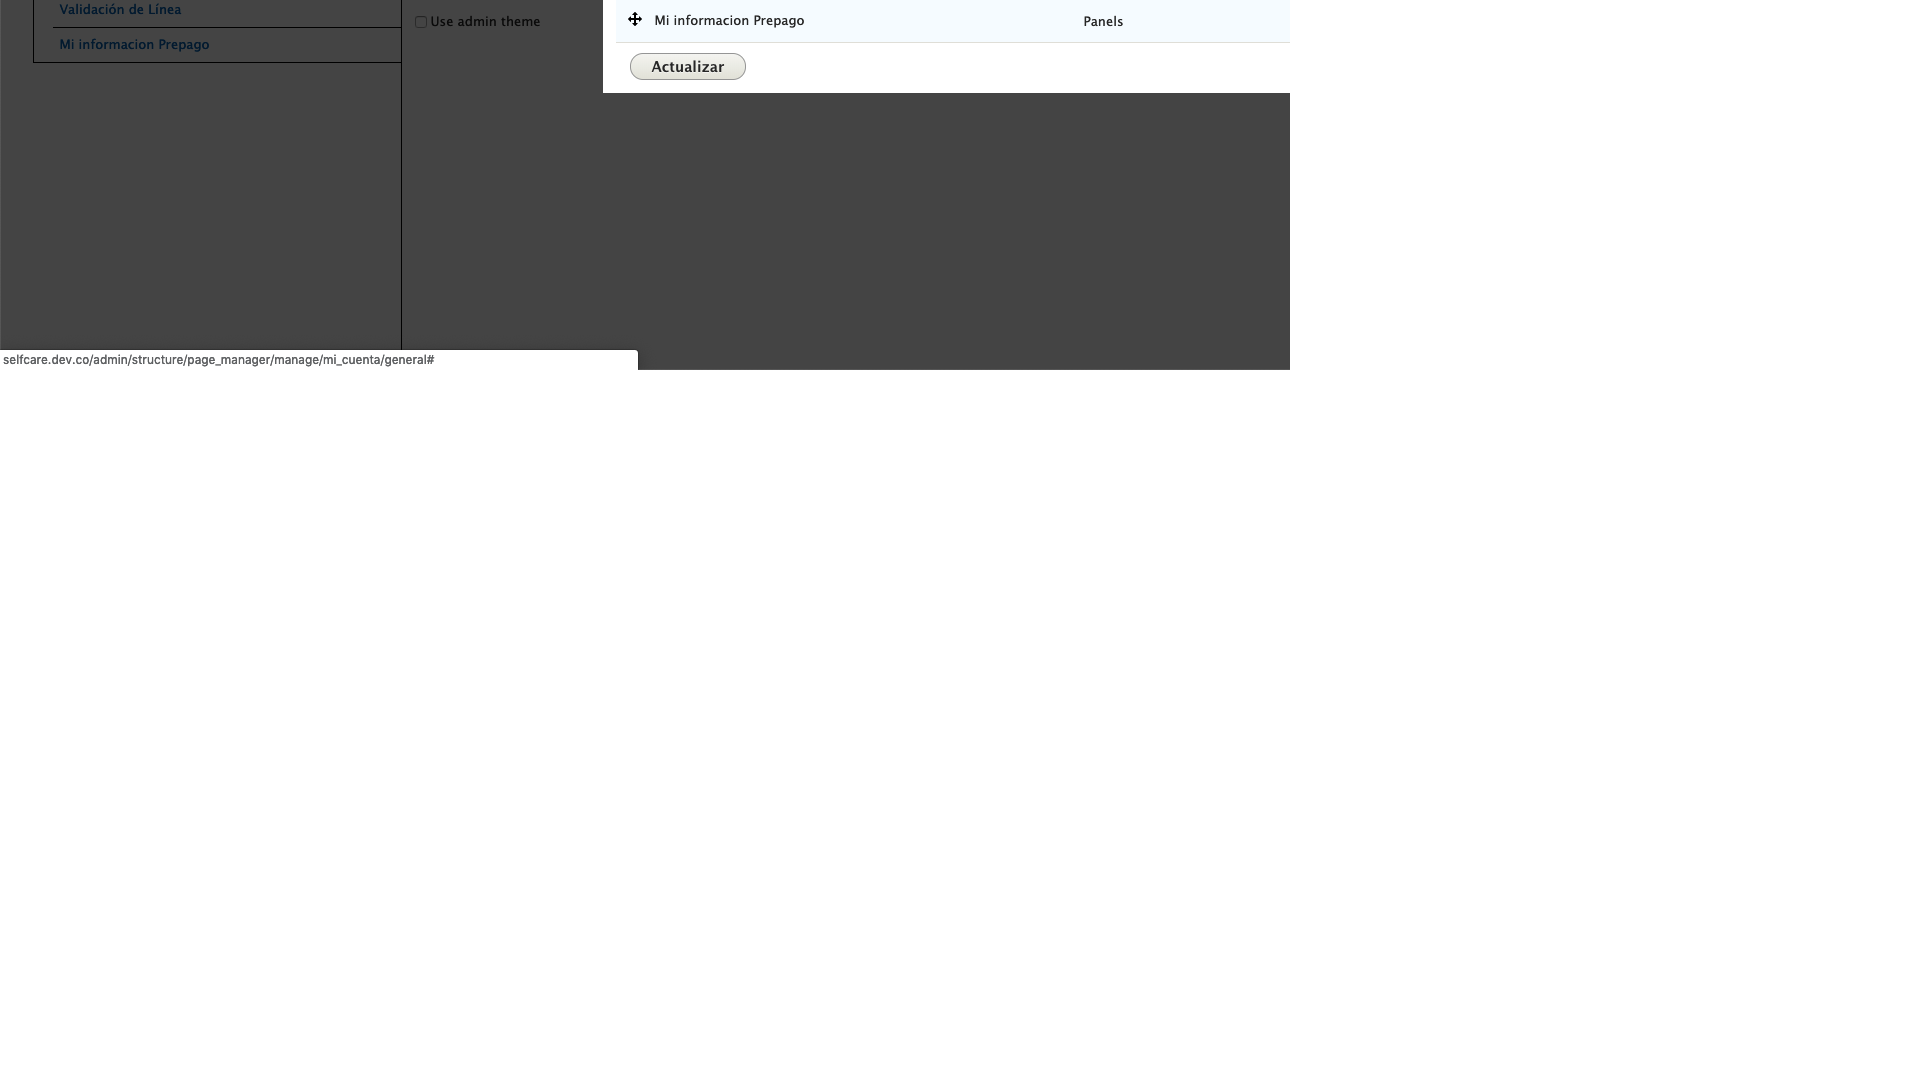 Validación de Línea
Mi informacion Prepago
Use admin theme
Mi informacion Prepago
Panels
Actualizar
selfcare.dev.co/admin/structure/page_manager/manage/mi_cuenta/general#